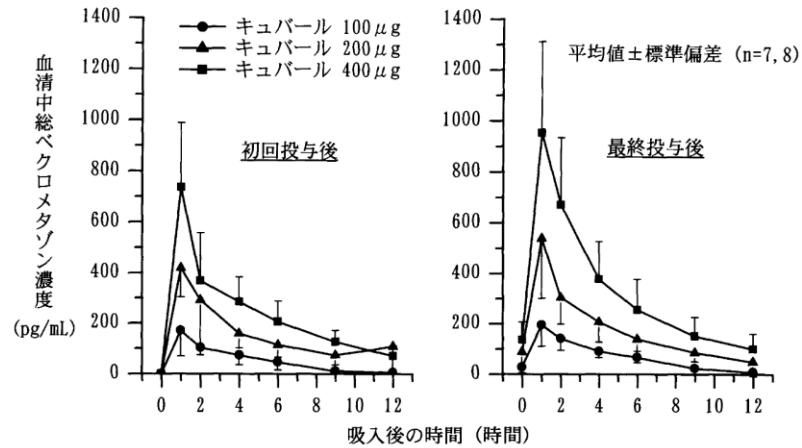 血清中総ベクロメタゾン濃度
(pg/mL)
1400
1200
1000
800
600
400
200
0
キュバール 100μg
キュバール 200μg
キュバール 400μg
初回投与後
0 2 4 6 8 10 12
1400
1200
1000
800
600
400
200
0
平均値±標準偏差 (n=7,8)
最終投与後
0 2 4 6 8 10 12
吸入後の時間 (時間)